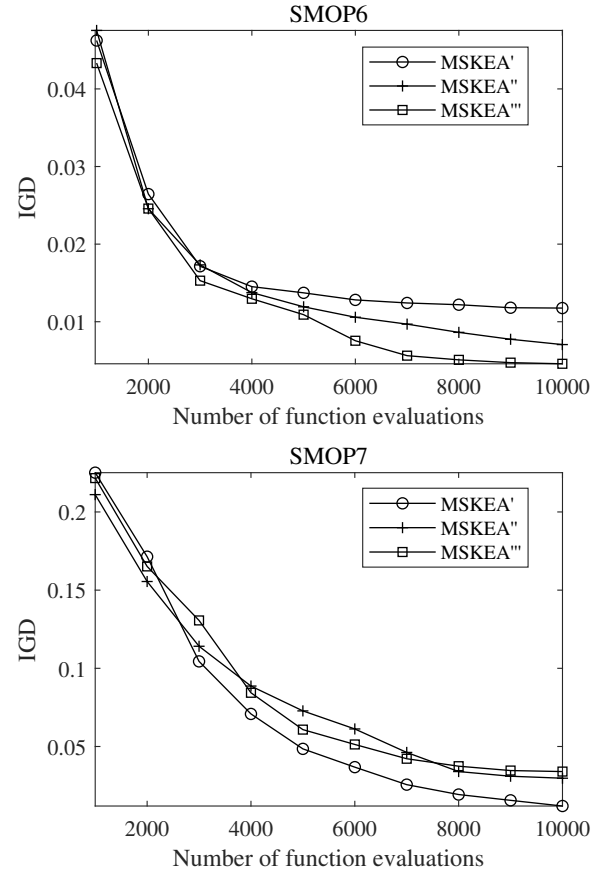 SMOP6
MSKEA'
MSKEA''
MSKEA'''
0.04
0.03
0.02
0.01
IGD
2000 4000 6000 8000 10000
Number of function evaluations
SMOP7
MSKEA'
MSKEA''
MSKEA'''
0.2
0.15
0.1
0.05
IGD
2000 4000 6000 8000 10000
Number of function evaluations